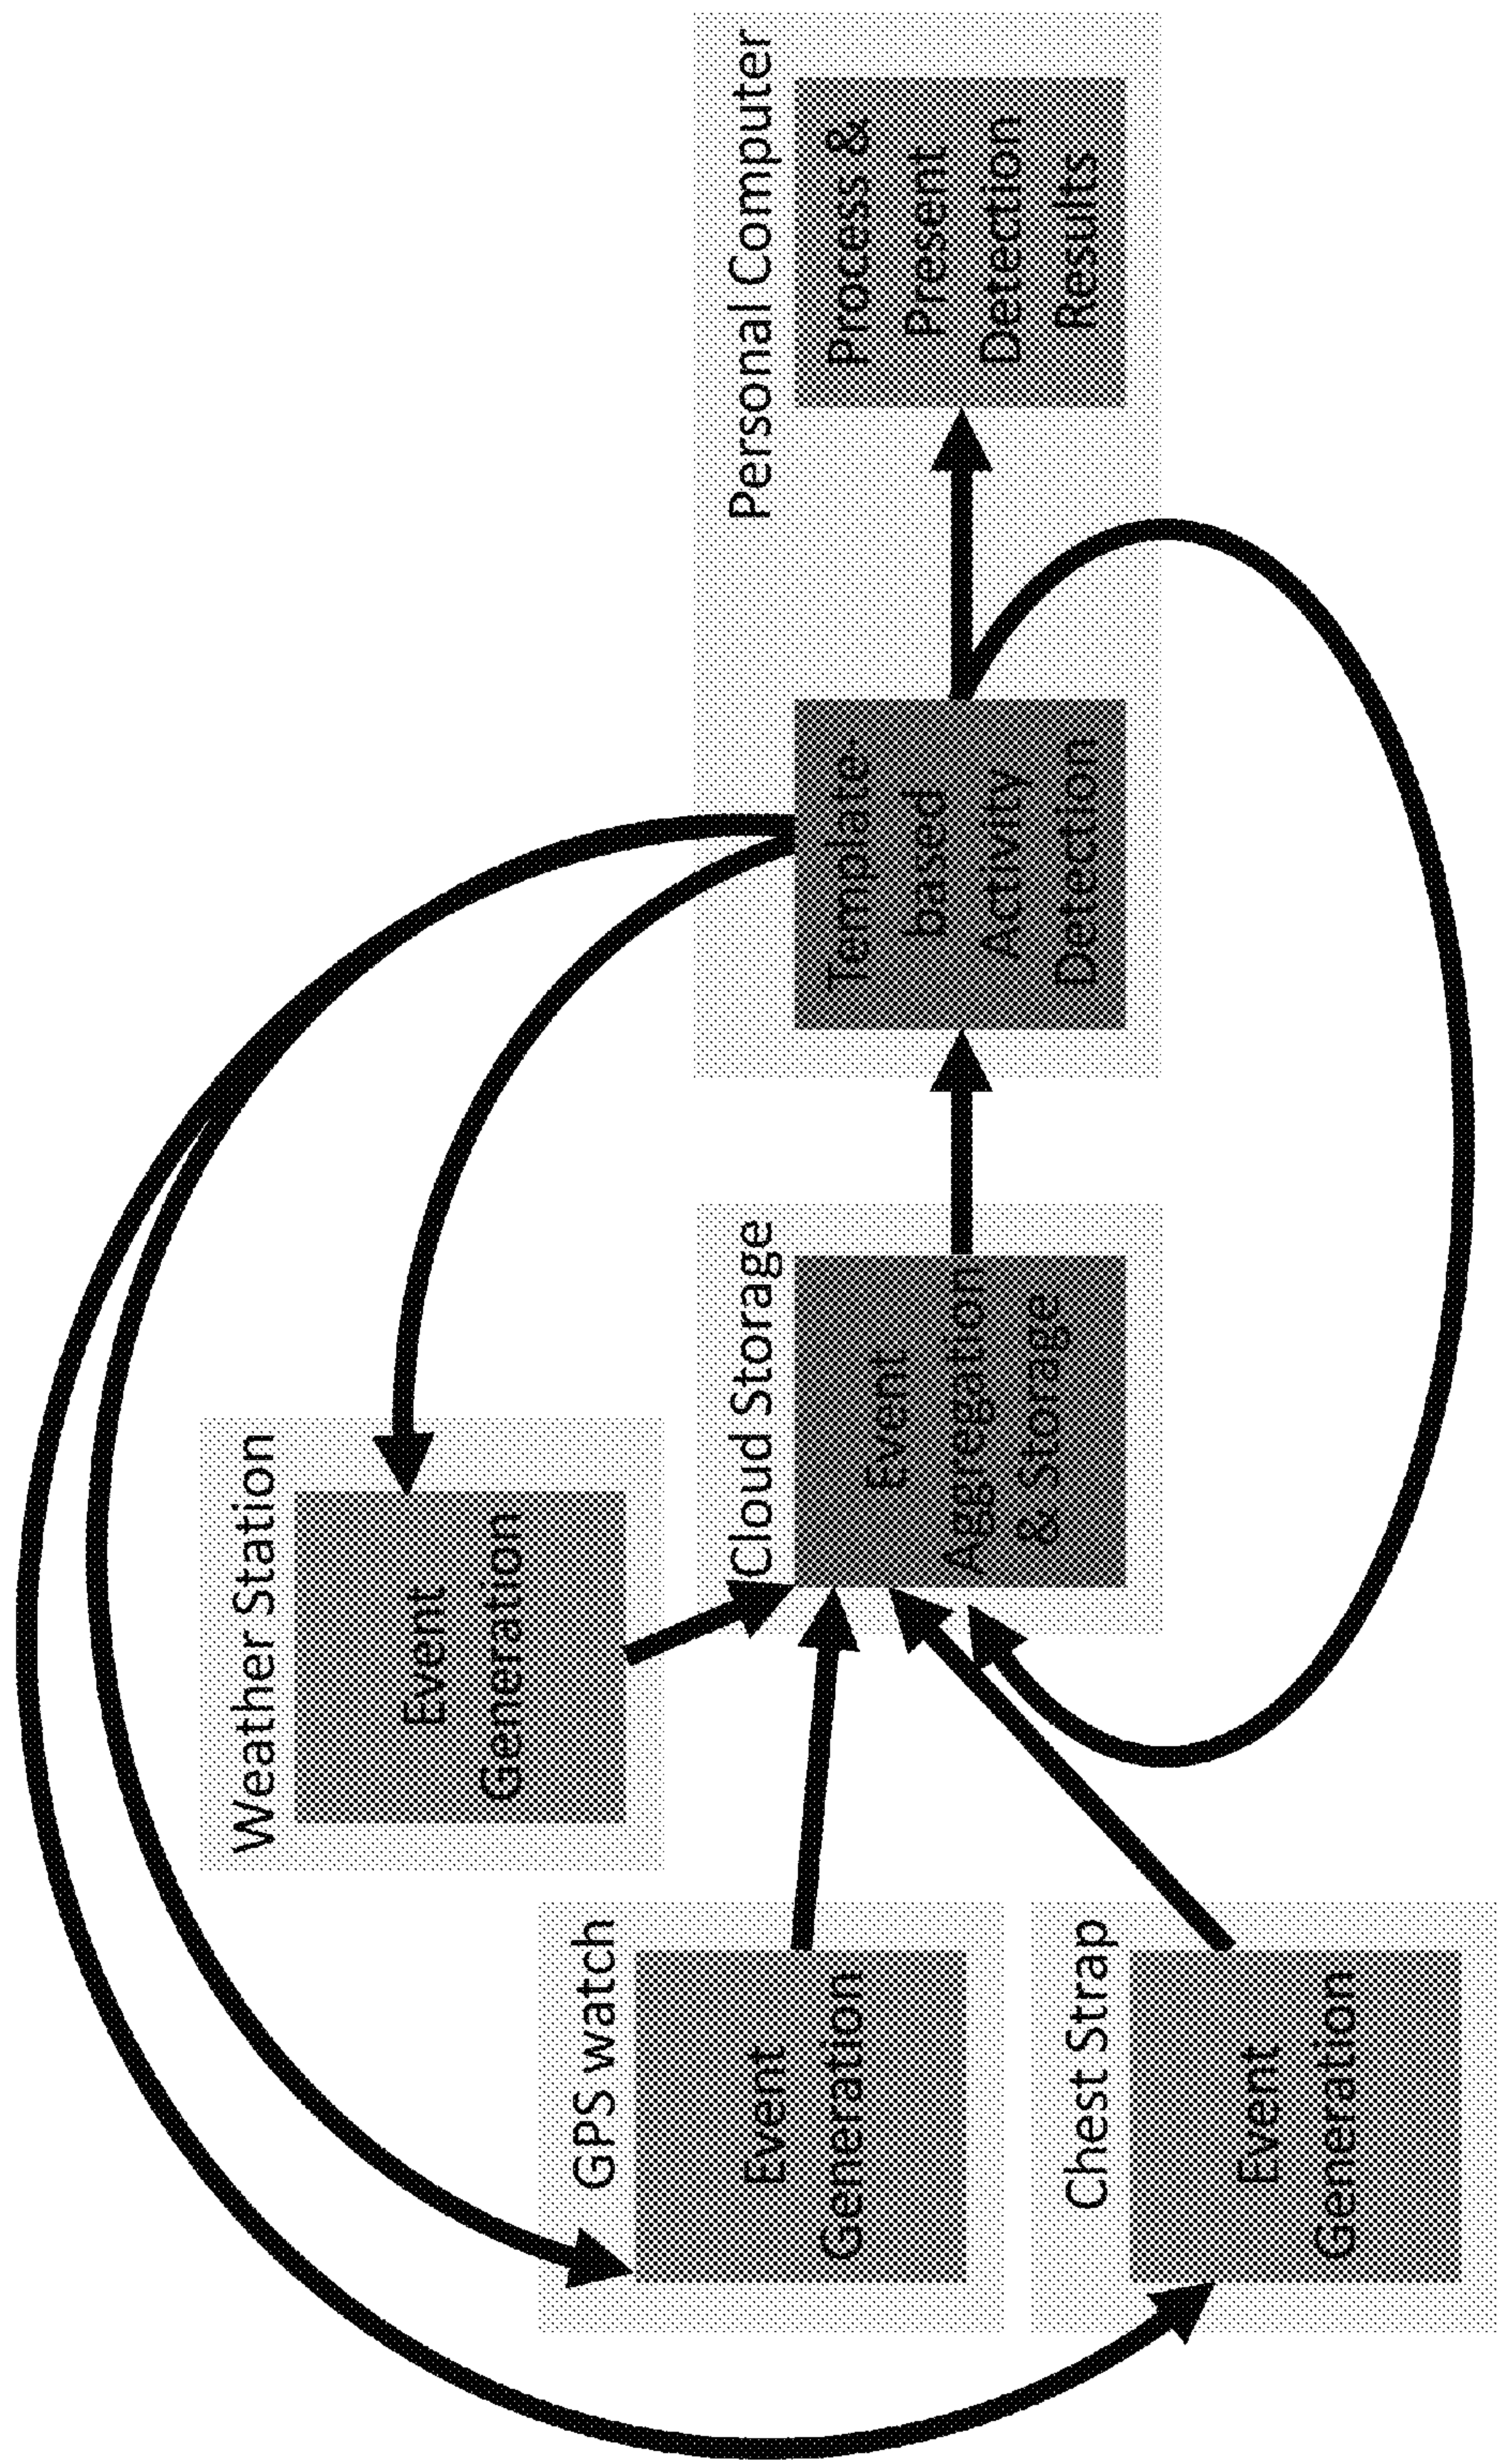 Weather Station
Event
Generation
GPS watch
Event
Generation
Chest Strap
Event
Generation
Cloud Storage
Event
Aggregation
& Storage
Personal Computer
Template-
based
Activity
Detection
Process &
Present
Detection
Results